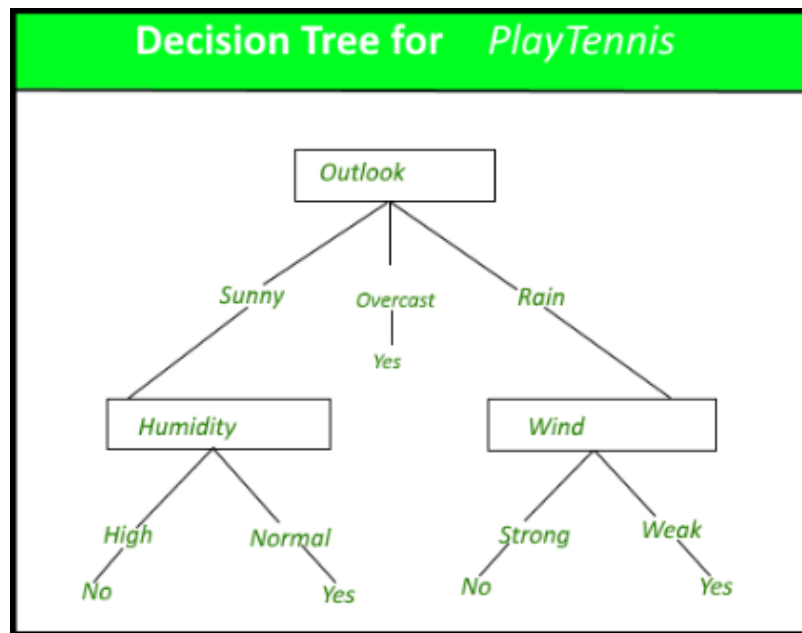 Decision Tree for PlayTennis
Outlook
Sunny Overcast Rain
Yes
Humidity Wind
High Normal Strong Weak
No Yes No Yes